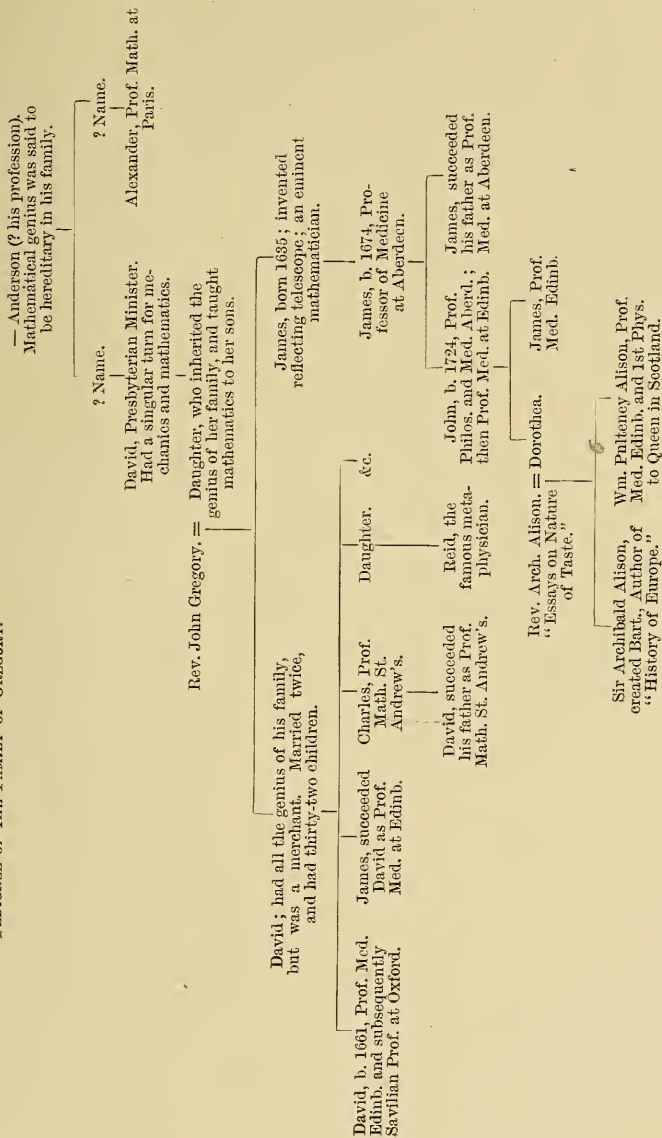 PEDIGREE OF THE FAMILY OF GREGORY.
— Anderson (? his profession).
Mathematical genius was said to
be hereditary in his family.
? Name.
? Name.
David, Presbyterian Minister.
Had a singular turn for me-
chanics and mathematics.
Alexander, Prof. Math. at
Paris.
Rev. John Gregory. = Daughter, who inherited the
genius of her family, and taught
mathematics to her sons.
David; had all the genius of his family,
but was a merchant. Married twice,
and had thirty-two children.
James, born 1635; invented
reflecting telescope; an eminent
mathematician.
David, b. 1661, Prof. Med.
Edinb. and subsequently
Savilian Prof. at Oxford.
James, succeeded
David as Prof.
Med. at Edinb.
Charles, Prof.
Math. St.
Andrew's.
Daughter.
&c.
James, b. 1674, Pro-
fessor of Medicine
at Aberdeen.
David, succeeded
his father as Prof.
Math. St. Andrew's.
Reid, the
famous meta-
physician.
John, b. 1724, Prof.
Philos. and Med. Aberd.;
then Prof. Med. at Edinb.
James, succeeded
his father as Prof.
Med. at Aberdeen.
Rev. Arch. Alison. = Dorothea.
"Essays on Nature
of Taste."
James, Prof.
Med. Edinb.
Sir Archibald Alison,
created Bart., Author of
"History of Europe."
Wm. Pultency Alison, Prof.
Med. Edinb. and 1st Phys.
to Queen in Scotland.